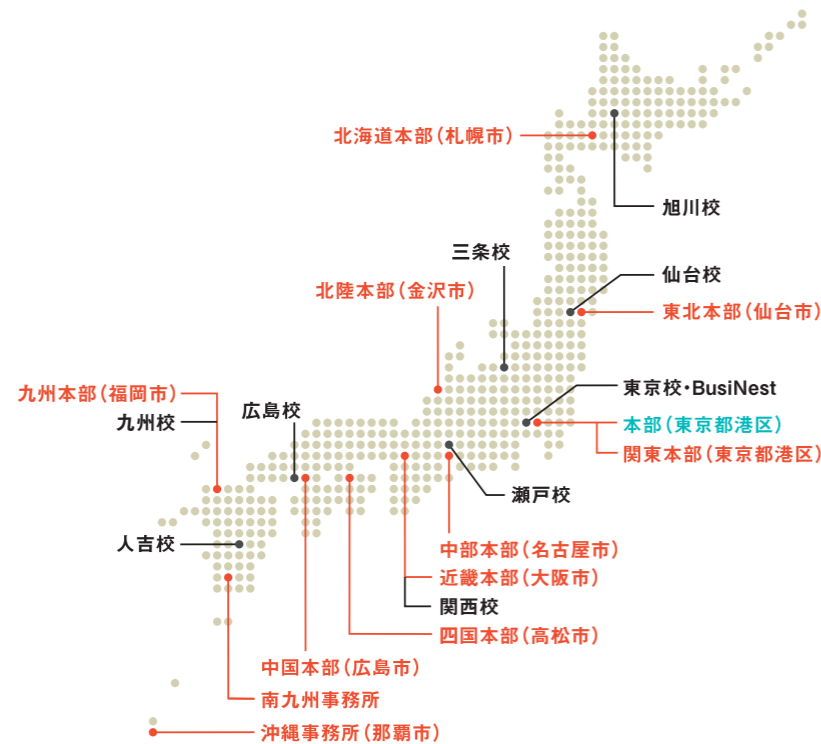 北海道本部（札幌市）
旭川校
三条校
仙台校
北陸本部（金沢市）
東北本部（仙台市）
九州本部（福岡市）
東京校・BusiNest
広島校
九州校
本部（東京都港区）
関東本部（東京都港区）
瀬戸校
人吉校
中部本部（名古屋市）
近畿本部（大阪市）
関西校
四国本部（高松市）
中国本部（広島市）
南九州事務所
沖縄事務所（那覇市）